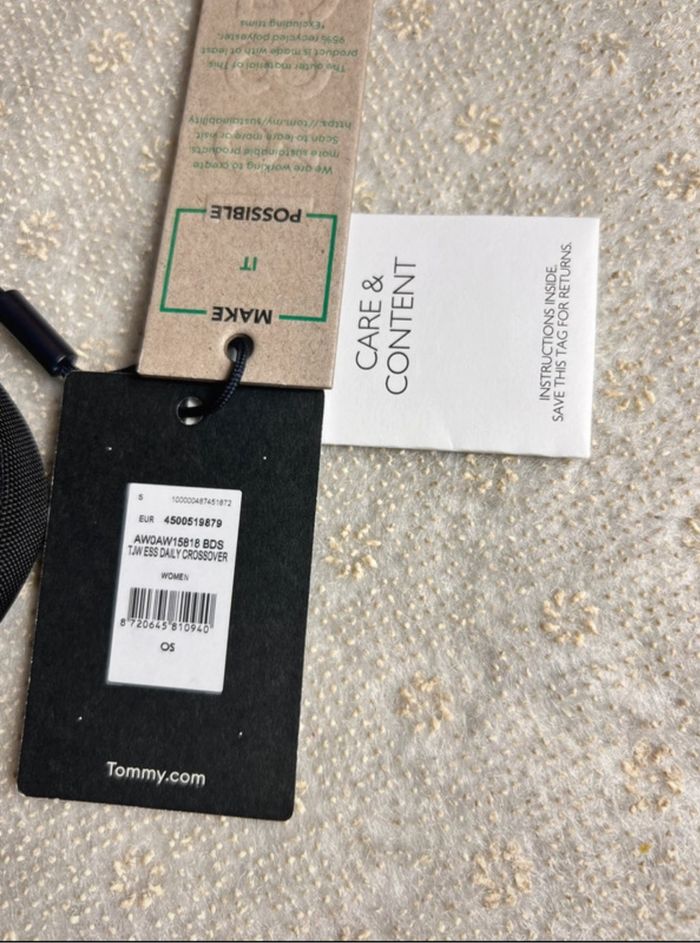 MAKE
IT
POSSIBLE
We are working to create
more sustainable products.
Scan to learn more or visit
https://tom.my/sustainability
The outer material of this
product is made with at least
95% recycled polyester.
*Excluding trims
CARE &
CONTENT
INSTRUCTIONS INSIDE.
SAVE THIS TAG FOR RETURNS.
S 100000487451872
EUR 4500519879
AW0AW15818 BDS
TJW ESS DAILY CROSSOVER
WOMEN
8 720645 810940
OS
Tommy.com